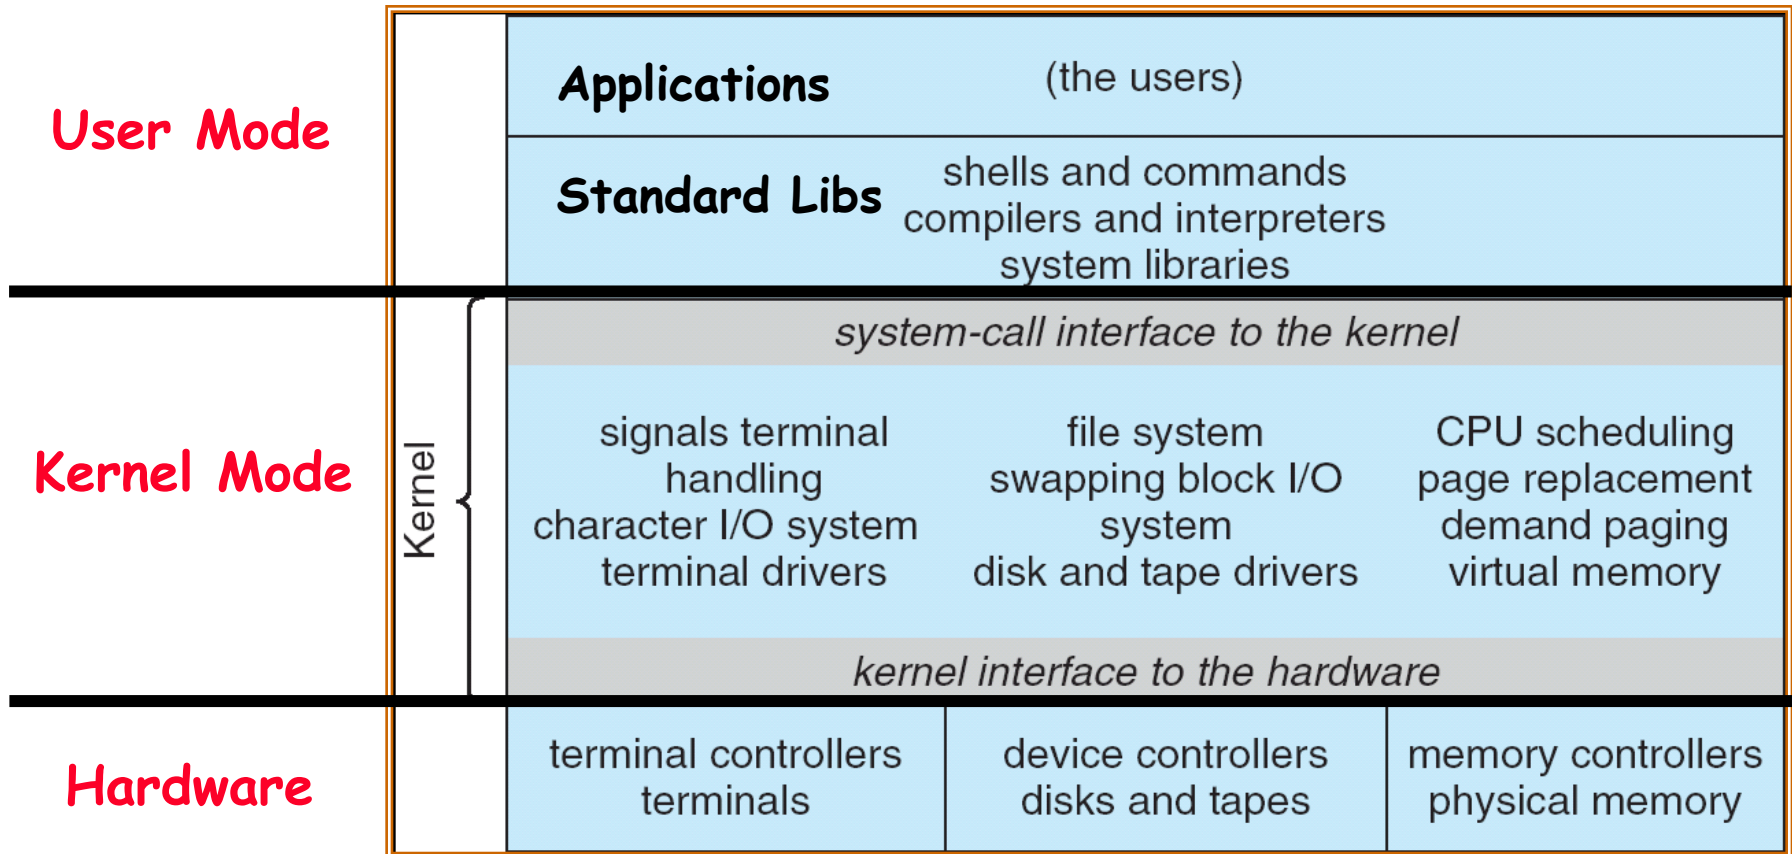 User Mode
Applications
(the users)
Standard Libs
shells and commands
compilers and interpreters
system libraries
Kernel Mode
Kernel
system-call interface to the kernel
signals terminal
handling
character I/O system
terminal drivers
file system
swapping block I/O
system
disk and tape drivers
CPU scheduling
page replacement
demand paging
virtual memory
kernel interface to the hardware
Hardware
terminal controllers
terminals
device controllers
disks and tapes
memory controllers
physical memory